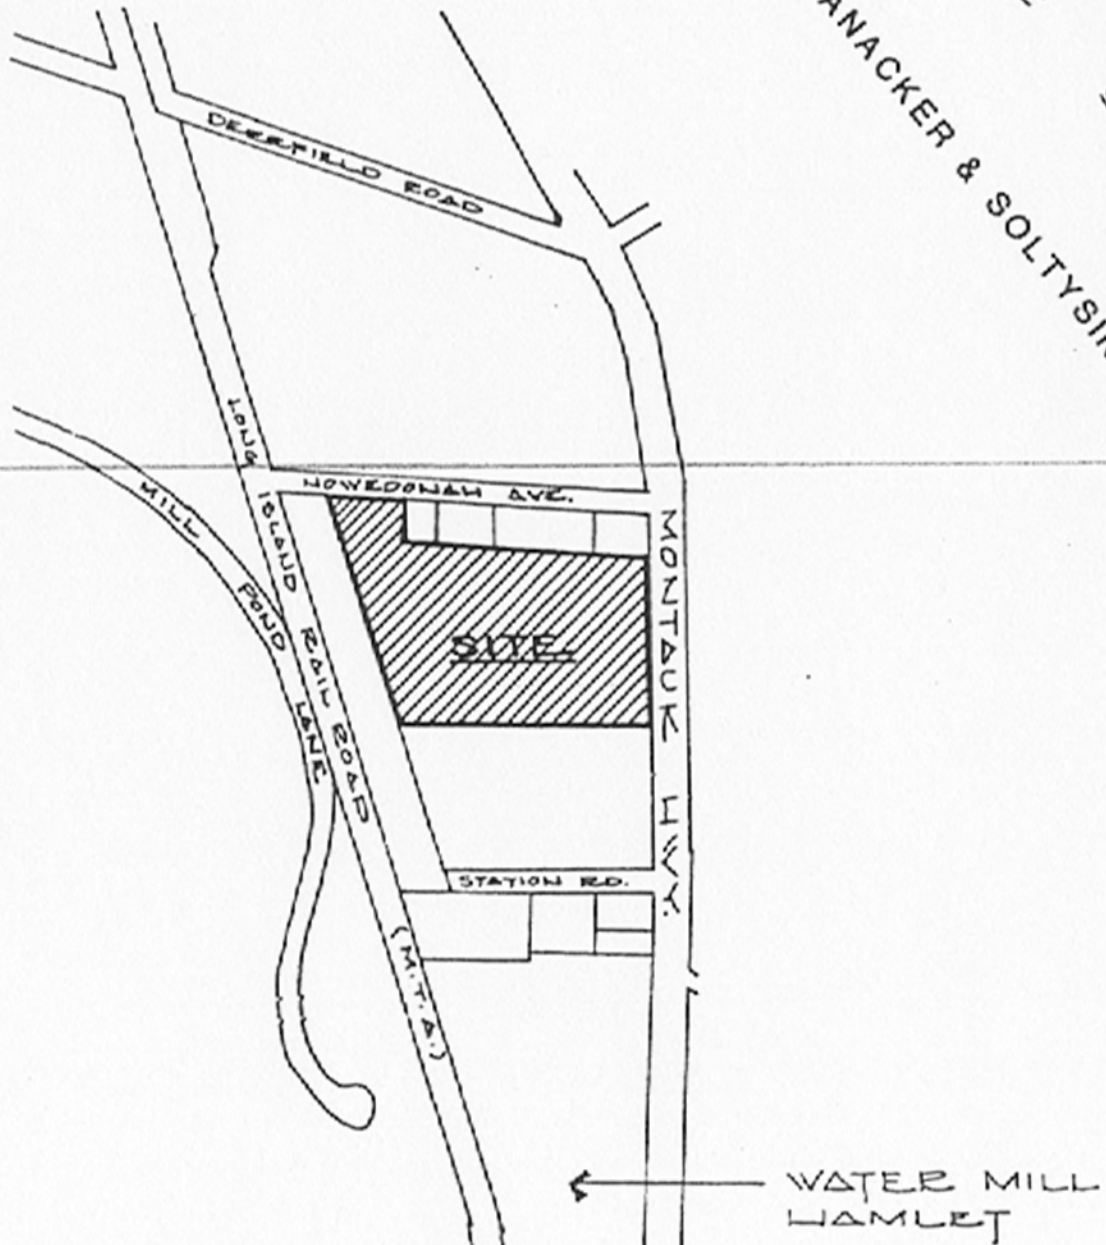 ANACKER & SOLTYSI
DEERFIELD ROAD
LONG ISLAND RAIL ROAD (M.T.A.)
NOWEDONAH AVE.
MILL POND LANE
SITE
MONTAUK HWY.
STATION RD.
WATER MILL
HAMLET